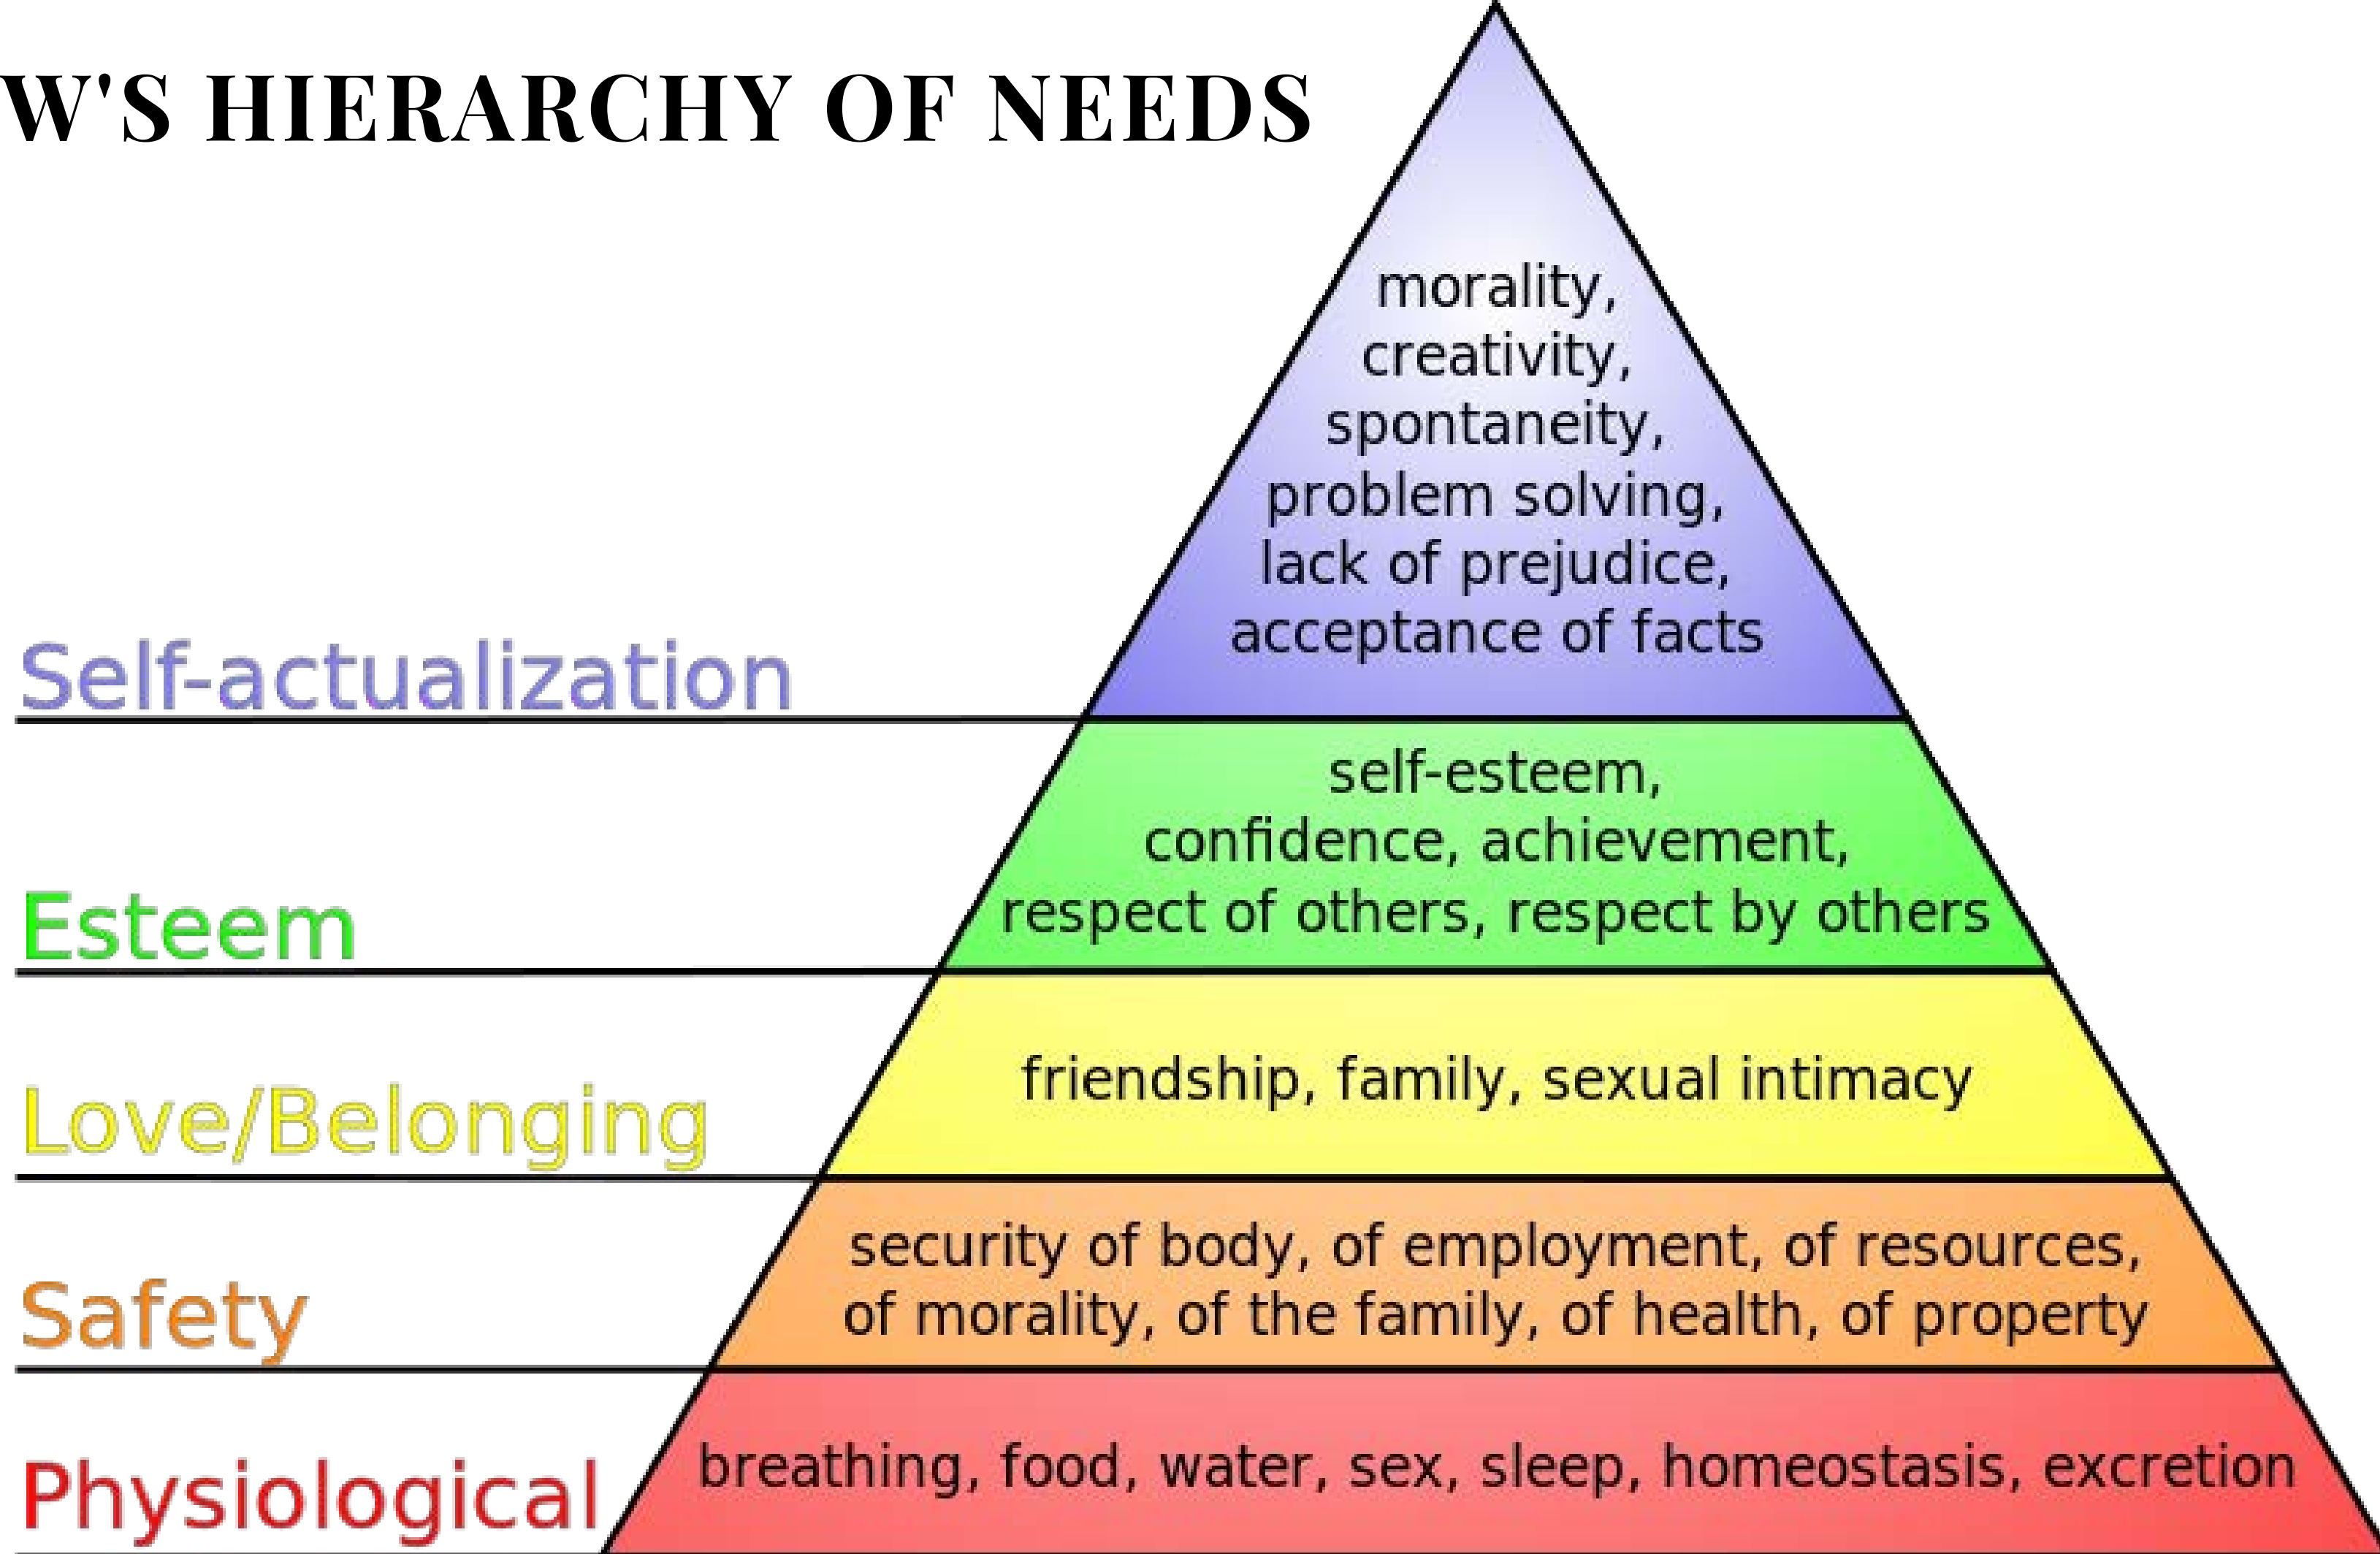 W'S HIERARCHY OF NEEDS
morality,
creativity,
spontaneity,
problem solving,
lack of prejudice,
acceptance of facts
Self-actualization
self-esteem,
confidence, achievement,
respect of others, respect by others
Esteem
friendship, family, sexual intimacy
Love/Belonging
security of body, of employment, of resources,
of morality, of the family, of health, of property
Safety
breathing, food, water, sex, sleep, homeostasis, excretion
Physiological